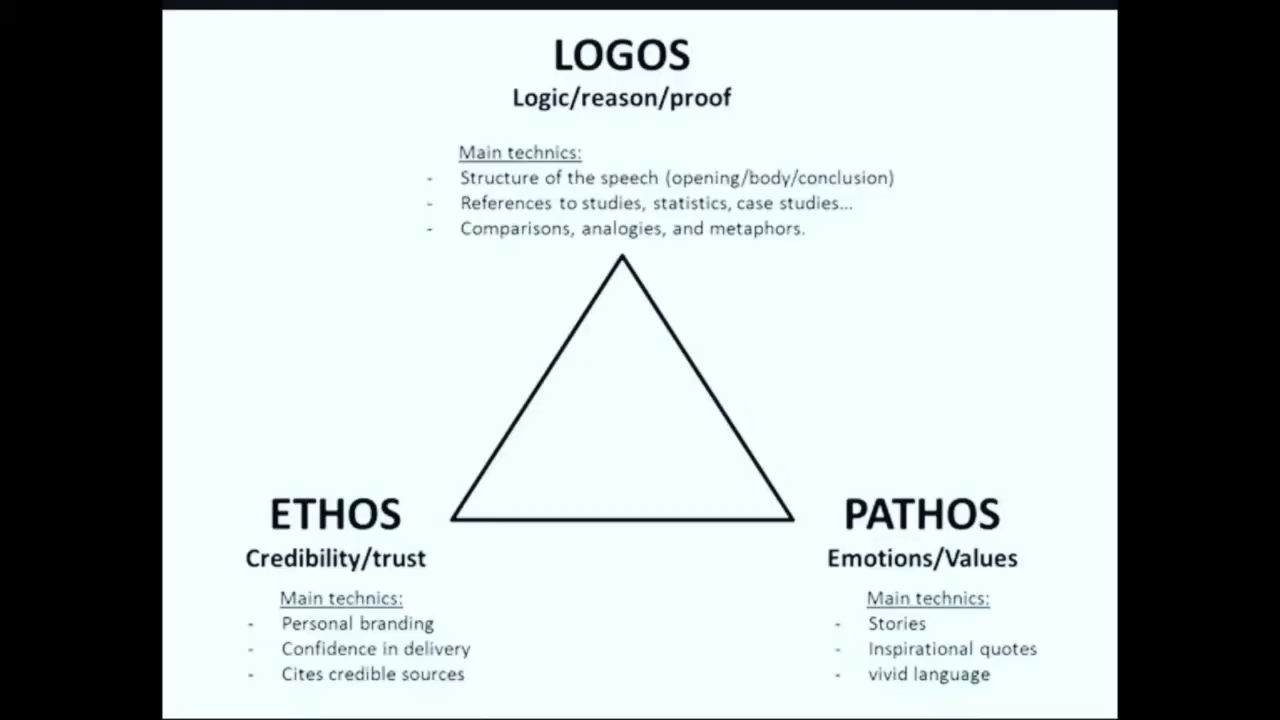 LOGOS
Logic/reason/proof
Main technics:
- Structure of the speech (opening/body/conclusion)
- References to studies, statistics, case studies...
- Comparisons, analogies, and metaphors.
ETHOS
Credibility/trust
Main technics:
- Personal branding
- Confidence in delivery
- Cites credible sources
PATHOS
Emotions/Values
Main technics:
- Stories
- Inspirational quotes
- vivid language